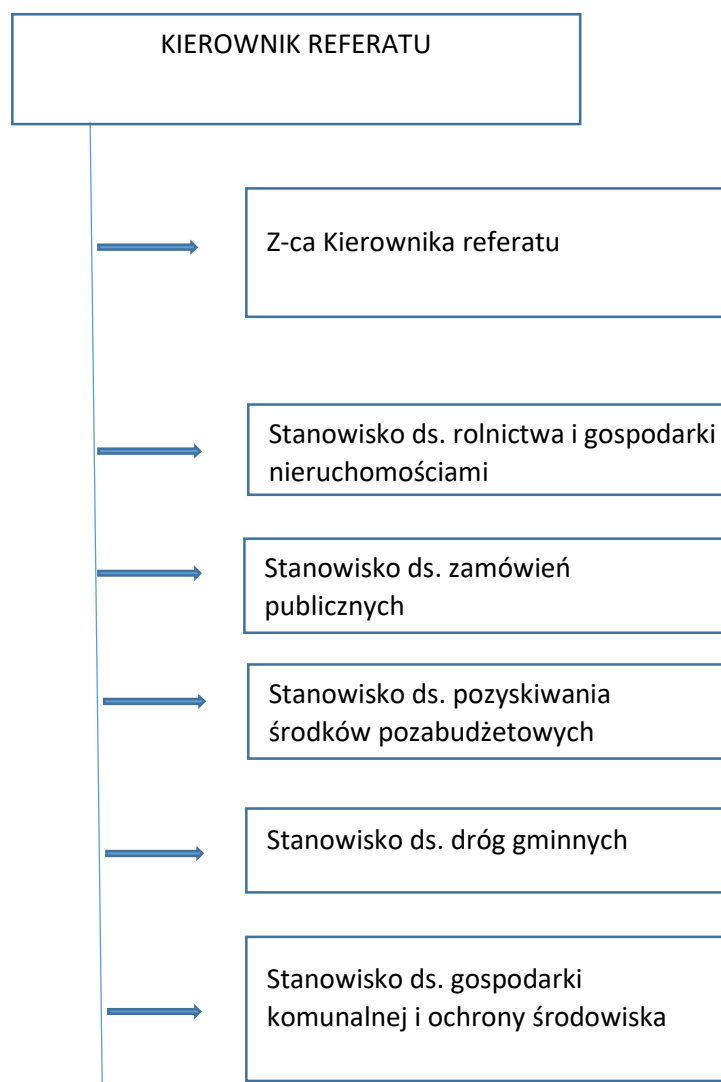 KIEROWNIK REFERATU
Z-ca Kierownika referatu
Stanowisko ds. rolnictwa i gospodarki
nieruchomościami
Stanowisko ds. zamówień
publicznych
Stanowisko ds. pozyskiwania
środków pozabudżetowych
Stanowisko ds. dróg gminnych
Stanowisko ds. gospodarki
komunalnej i ochrony środowiska